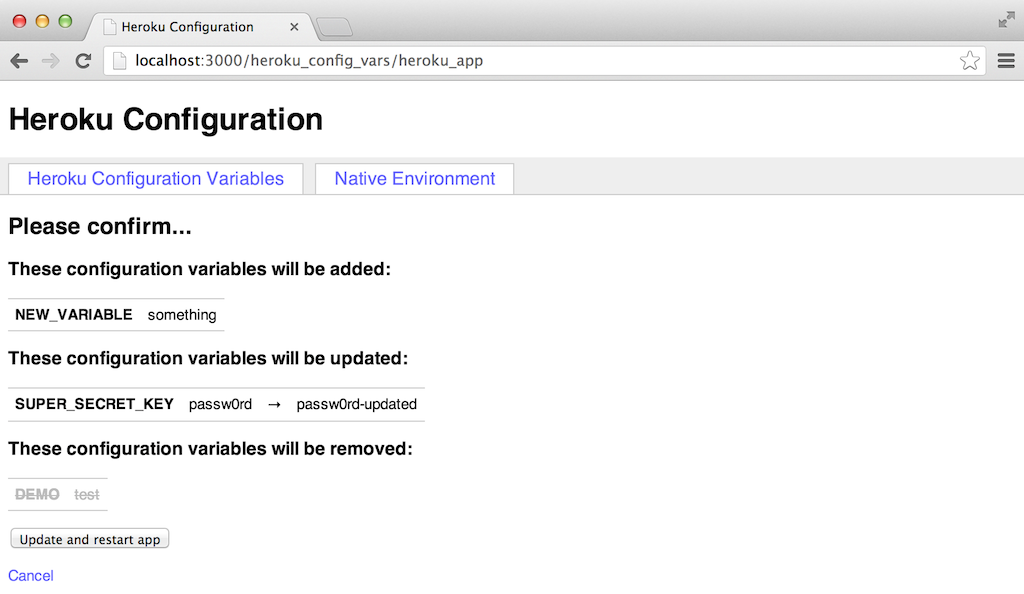 Heroku Configuration
localhost:3000/heroku_config_vars/heroku_app
Heroku Configuration
Heroku Configuration Variables Native Environment
Please confirm...
These configuration variables will be added:
NEW_VARIABLE something
These configuration variables will be updated:
SUPER_SECRET_KEY passw0rd → passw0rd-updated
These configuration variables will be removed:
DEMO test
Update and restart app
Cancel